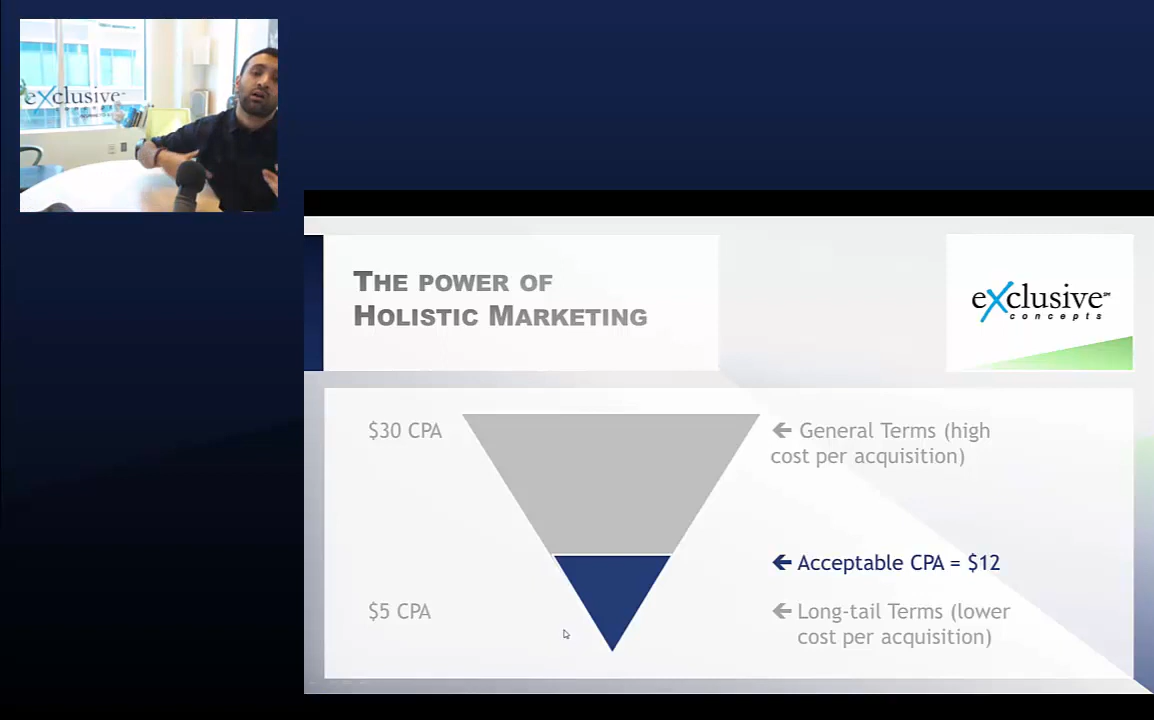 eXclusive
THE POWER OF
HOLISTIC MARKETING
eXclusive℠
concepts
$30 CPA
← General Terms (high
cost per acquisition)
← Acceptable CPA = $12
$5 CPA
← Long-tail Terms (lower
cost per acquisition)